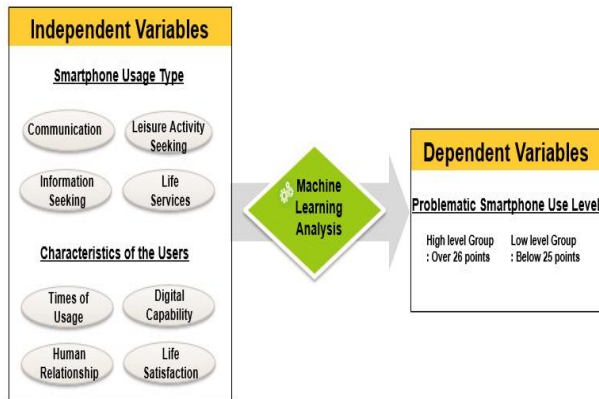 Independent Variables
Smartphone Usage Type
Communication
Leisure Activity
Seeking
Information
Seeking
Life
Services
Characteristics of the Users
Times of
Usage
Digital
Capability
Human
Relationship
Life
Satisfaction
Machine
Learning
Analysis
Dependent Variables
Problematic Smartphone Use Level
High level Group
: Over 26 points
Low level Group
: Below 25 points